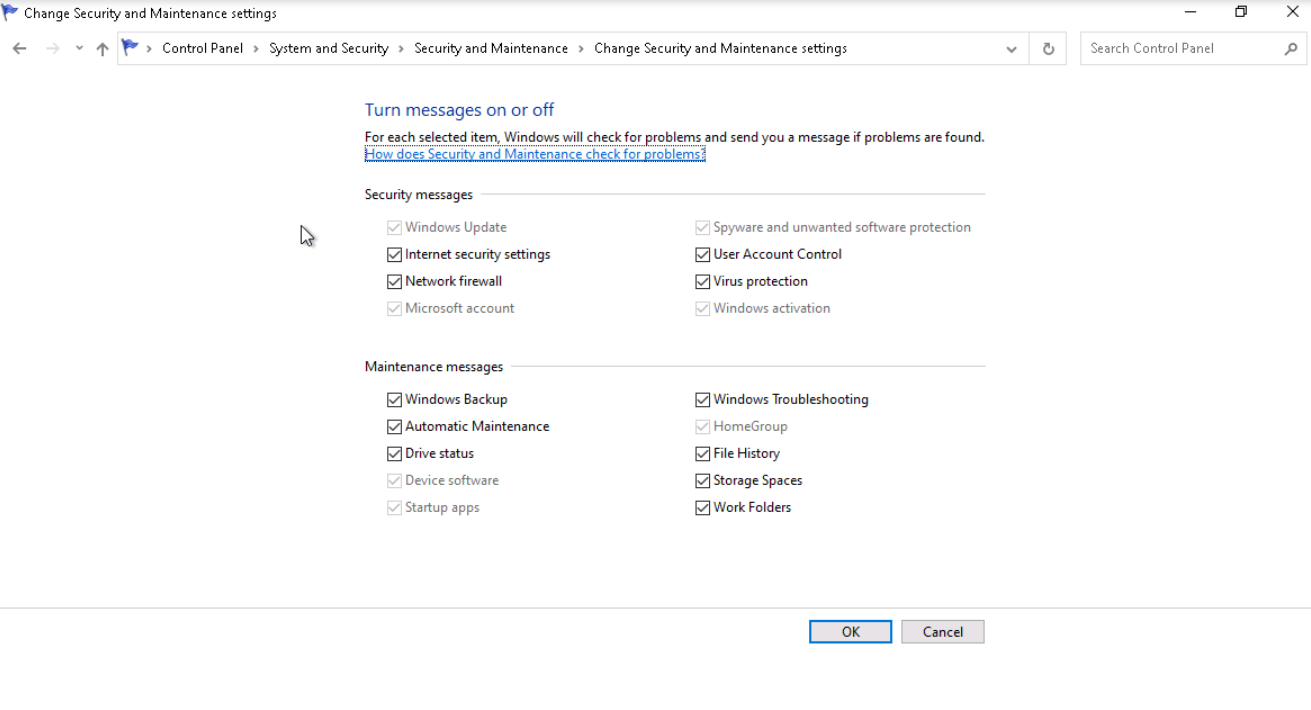 Change Security and Maintenance settings
Control Panel > System and Security > Security and Maintenance > Change Security and Maintenance settings
Search Control Panel
Turn messages on or off
For each selected item, Windows will check for problems and send you a message if problems are found.
How does Security and Maintenance check for problems?
Security messages
Windows Update
Spyware and unwanted software protection
Internet security settings
User Account Control
Network firewall
Virus protection
Microsoft account
Windows activation
Maintenance messages
Windows Backup
Windows Troubleshooting
Automatic Maintenance
HomeGroup
Drive status
File History
Device software
Storage Spaces
Startup apps
Work Folders
OK
Cancel